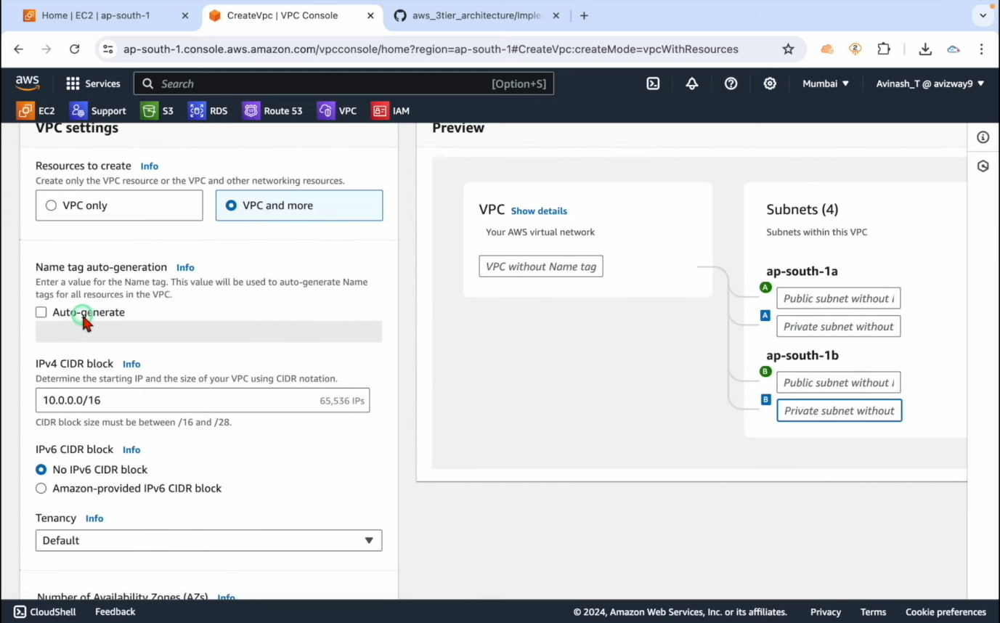 Home | EC2 | ap-south-1
CreateVpc | VPC Console
aws_3tier_architecture/Imple
ap-south-1.console.aws.amazon.com/vpcconsole/home?region=ap-south-1#CreateVpc:createMode=vpcWithResources
2
aws
Services
Search
[Option+S]
Mumbai
Avinash_T @ avizway9
EC2
Support
S3
RDS
Route 53
VPC
IAM
VPC settings
Resources to create Info
Create only the VPC resource or the VPC and other networking resources.
VPC only
VPC and more
Name tag auto-generation Info
Enter a value for the Name tag. This value will be used to auto-generate Name
tags for all resources in the VPC.
Auto-generate
IPv4 CIDR block Info
Determine the starting IP and the size of your VPC using CIDR notation.
10.0.0.0/16
65,536 IPs
CIDR block size must be between /16 and /28.
IPv6 CIDR block Info
No IPv6 CIDR block
Amazon-provided IPv6 CIDR block
Tenancy Info
Default
Number of Availability Zones (AZs) Info
Preview
VPC Show details
Your AWS virtual network
VPC without Name tag
Subnets (4)
Subnets within this VPC
ap-south-1a
A
Public subnet without
A
Private subnet without
ap-south-1b
B
Public subnet without
B
Private subnet without
CloudShell
Feedback
© 2024, Amazon Web Services, Inc. or its affiliates.
Privacy
Terms
Cookie preferences